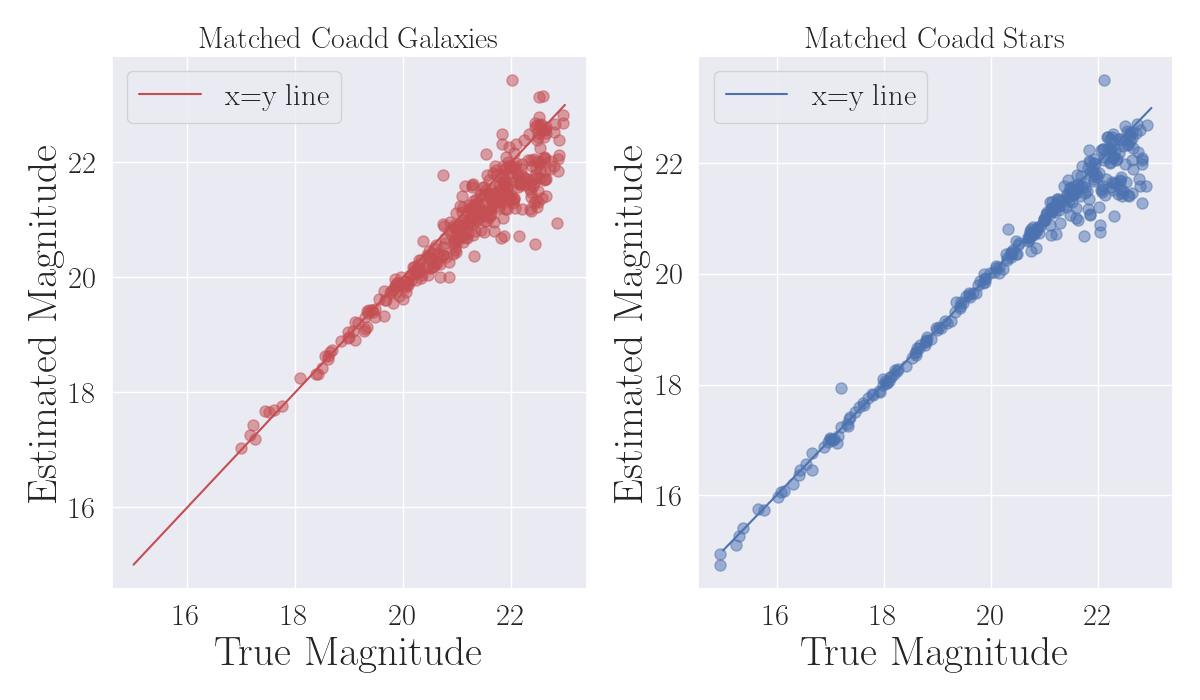 Matched Coadd Galaxies
x=y line
Estimated Magnitude
22
20
18
16
16 18 20 22
True Magnitude
Matched Coadd Stars
x=y line
Estimated Magnitude
22
20
18
16
16 18 20 22
True Magnitude